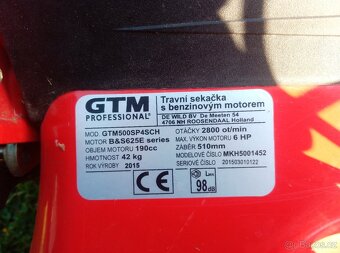 GTM
PROFESSIONAL®
Travní sekačka
s benzinovým motorem
DE WILD BV De Meeten 54
4706 NH ROOSENDAAL Holland
MOD GTM500SP4SCH
MOTOR B&S625E series
OBJEM MOTORU 190cc
HMOTNOST 42 kg
ROK VÝROBY 2015
OTÁČKY 2800 ot/min
MAX. VÝKON MOTORU 6 HP
ZÁBĚR 510mm
MODELOVÉ ČÍSLO MKH5001452
SERIOVÉ ČÍSLO 201503010122
CE
LWA
98dB